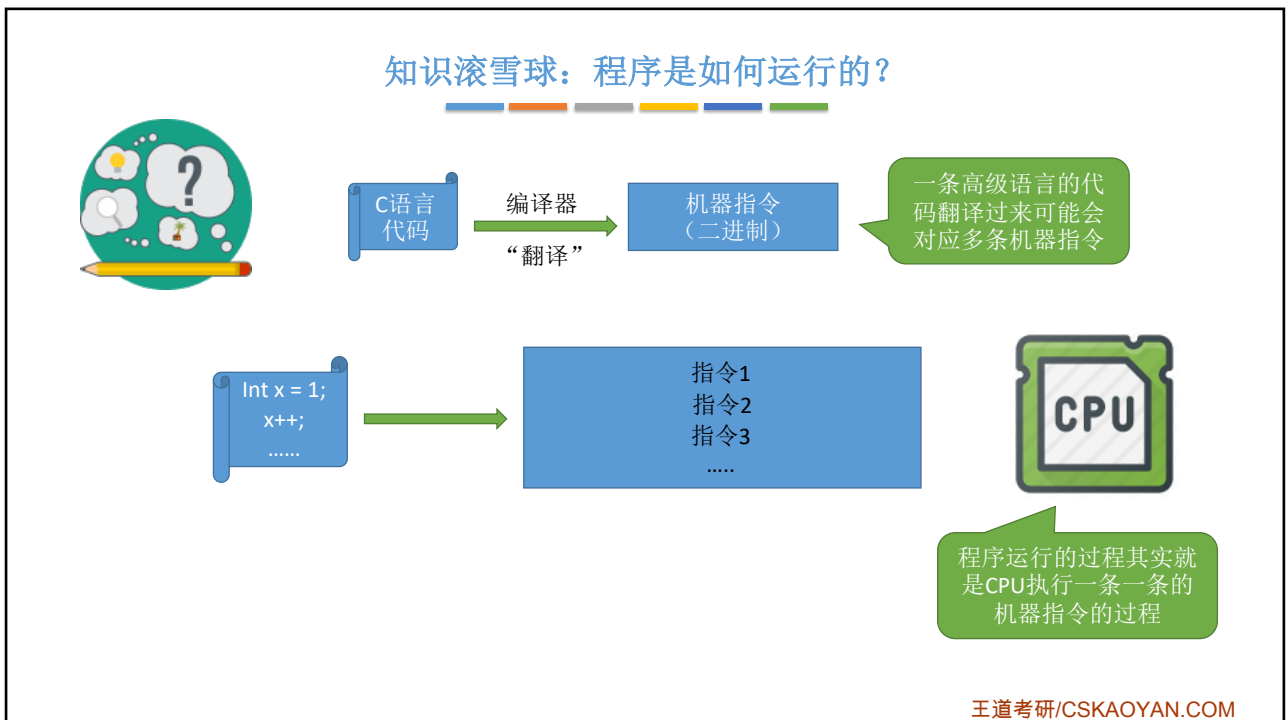 知识滚雪球：程序是如何运行的？
C语言
代码
编译器
“翻译”
机器指令
（二进制）
一条高级语言的代
码翻译过来可能会
对应多条机器指令
Int x = 1;
x++;
……
指令1
指令2
指令3
…..
CPU
程序运行的过程其实就
是CPU执行一条一条的
机器指令的过程
王道考研/CSKAOYAN.COM